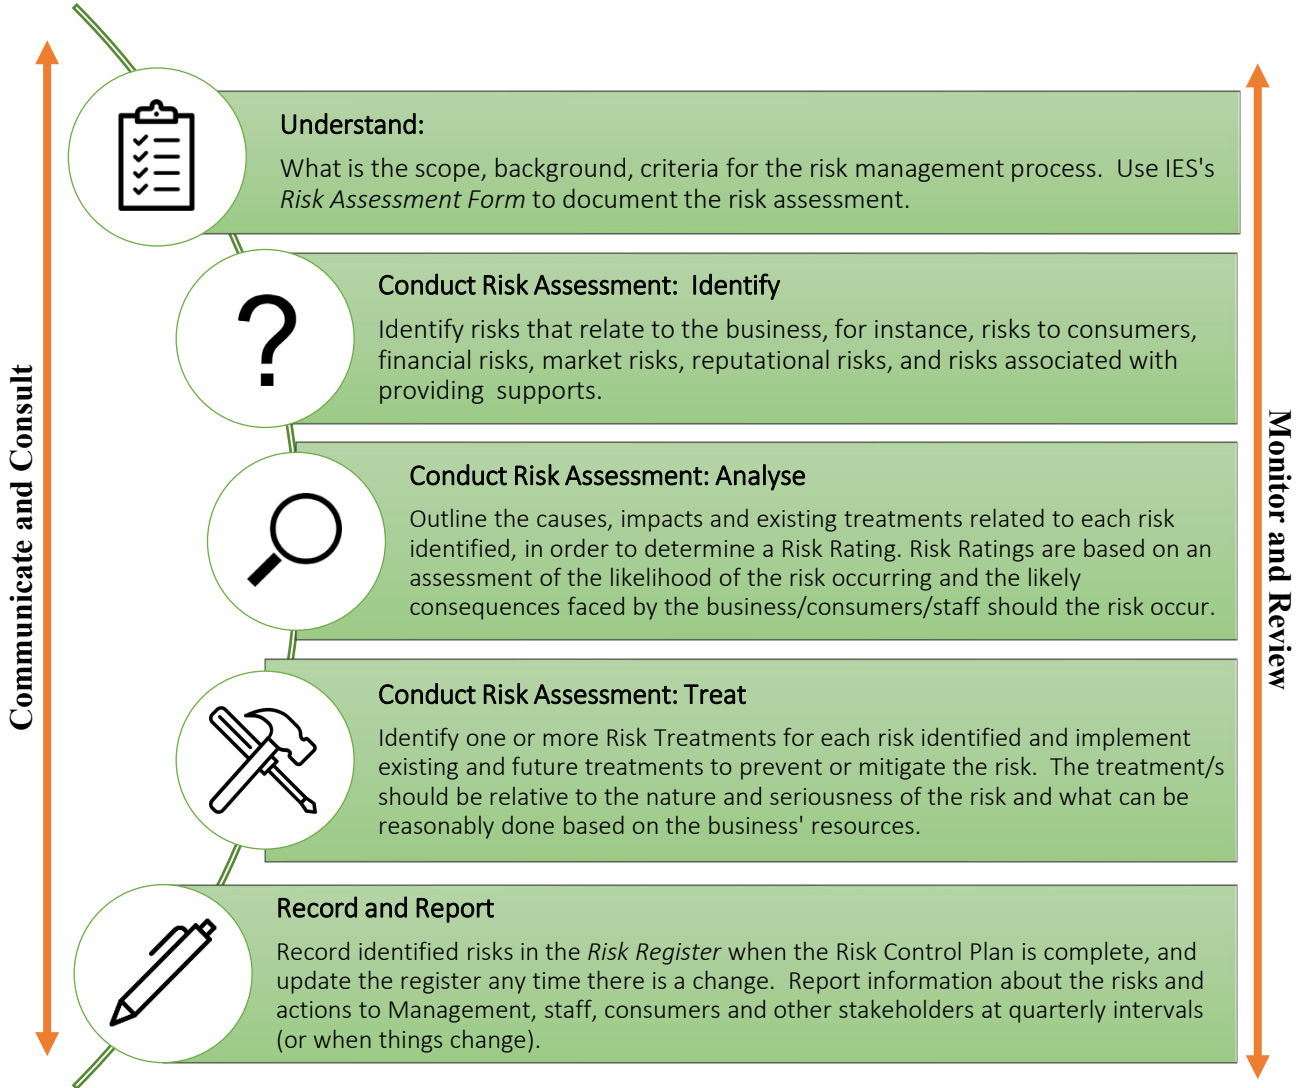 Understand:
What is the scope, background, criteria for the risk management process.  Use IES's
Risk Assessment Form to document the risk assessment.
Conduct Risk Assessment:  Identify
Identify risks that relate to the business, for instance, risks to consumers,
financial risks, market risks, reputational risks, and risks associated with
providing  supports.
Conduct Risk Assessment: Analyse
Outline the causes, impacts and existing treatments related to each risk
identified, in order to determine a Risk Rating. Risk Ratings are based on an
assessment of the likelihood of the risk occurring and the likely
consequences faced by the business/consumers/staff should the risk occur.
Conduct Risk Assessment: Treat
Identify one or more Risk Treatments for each risk identified and implement
existing and future treatments to prevent or mitigate the risk.  The treatment/s
should be relative to the nature and seriousness of the risk and what can be
reasonably done based on the business' resources.
Record and Report
Record identified risks in the Risk Register when the Risk Control Plan is complete, and
update the register any time there is a change.  Report information about the risks and
actions to Management, staff, consumers and other stakeholders at quarterly intervals
(or when things change).
Communicate and Consult
Monitor and Review
?